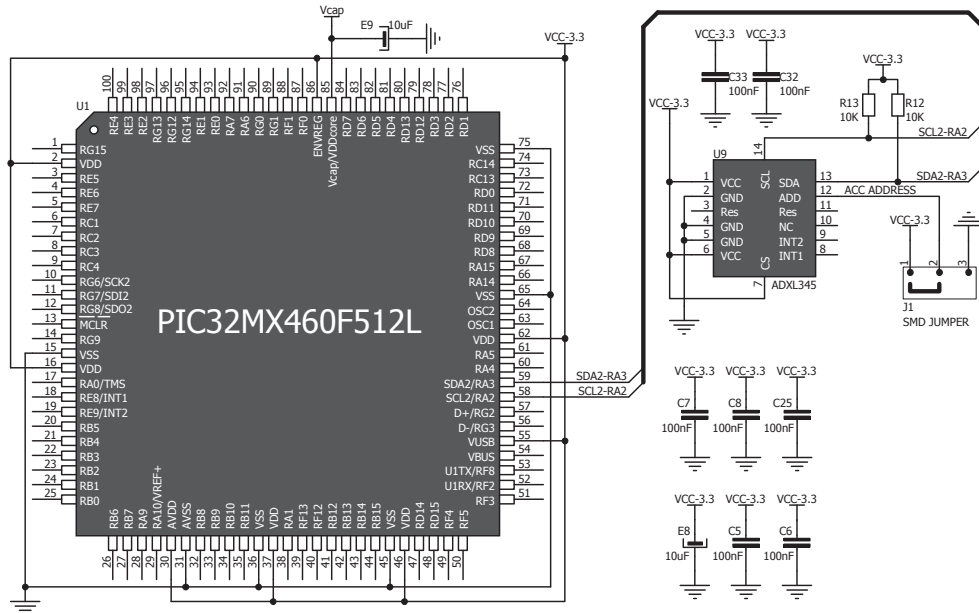 Vcap
E9
10uF
VCC-3.3
U1
100
99
98
97
96
95
94
93
92
91
90
89
88
87
86
85
84
83
82
81
80
79
78
77
76
RE4
RE3
RE2
RG13
RG12
RG14
RE1
RE0
RA7
RA6
RG0
RG1
RF1
RF0
ENVREG
Vcap/VDDcore
RD7
RD6
RD5
RD4
RD13
RD12
RD3
RD2
RD1
1 RG15
2 VDD
3 RE5
4 RE6
5 RE7
6 RC1
7 RC2
8 RC3
9 RC4
10 RG6/SCK2
11 RG7/SDI2
12 RG8/SDO2
13 MCLR
14 RG9
15 VSS
16 VDD
17 RA0/TMS
18 RE8/INT1
19 RE9/INT2
20 RB5
21 RB4
22 RB3
23 RB2
24 RB1
25 RB0
PIC32MX460F512L
VSS 75
RC14 74
RC13 73
RD0 72
RD11 71
RD10 70
RD9 69
RD8 68
RA15 67
RA14 66
VSS 65
OSC2 64
OSC1 63
VDD 62
RA5 61
RA4 60
SDA2/RA3 59 SDA2-RA3
SCL2/RA2 58 SCL2-RA2
D+/RG2 57
D-/RG3 56
VUSB 55
VBUS 54
U1TX/RF8 53
U1RX/RF2 52
RF3 51
RB6
RB7
RA9
RA10/VREF+
AVDD
AVSS
RB8
RB9
RB10
RB11
VSS
VDD
RA1
RF13
RF12
RB12
RB13
RB14
RB15
VSS
VDD
RD14
RD15
RF4
RF5
26
27
28
29
30
31
32
33
34
35
36
37
38
39
40
41
42
43
44
45
46
47
48
49
50
VCC-3.3 VCC-3.3
C33
100nF
C32
100nF
VCC-3.3
R13
10K
R12
10K
SCL2-RA2
VCC-3.3
U9
14
SCL
1 VCC SDA 13 SDA2-RA3
2 GND ADD 12 ACC ADDRESS
3 Res Res 11
4 GND NC 10
5 GND INT2 9
6 VCC INT1 8
CS
7
ADXL345
VCC-3.3
1
2
3
J1
SMD JUMPER
VCC-3.3 VCC-3.3 VCC-3.3
C7
100nF
C8
100nF
C25
100nF
VCC-3.3 VCC-3.3 VCC-3.3
E8
10uF
C5
100nF
C6
100nF